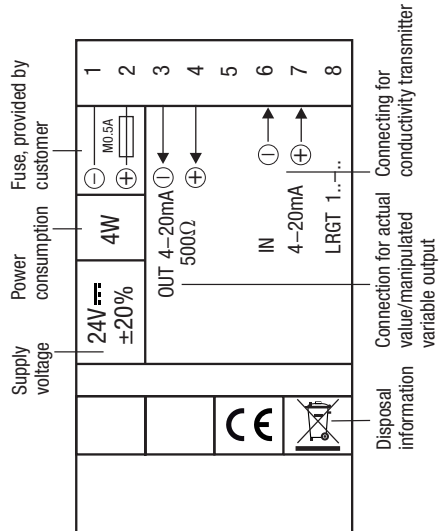 Supply
voltage
Power
consumption
Fuse, provided by
customer
24V
±20%
4W
M0.5A
1
2
3
4
5
6
7
8
OUT 4–20mA
500Ω
IN
4–20mA
LRGT 1..-..
CE
Disposal
information
Connection for actual
value/manipulated
variable output
Connecting for
conductivity transmitter